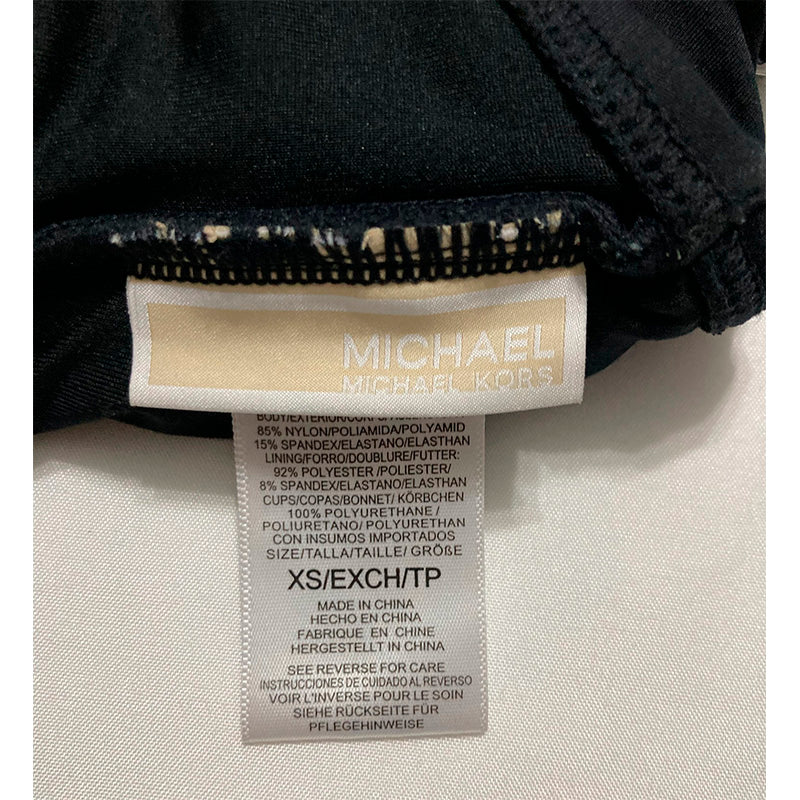 MICHAEL
MICHAEL KORS
BODY/EXTERIOR/CORPS/
85% NYLON/POLIAMIDA/POLYAMID
15% SPANDEX/ELASTANO/ELASTHAN
LINING/FORRO/DOUBLURE/FUTTER:
92% POLYESTER /POLIESTER/
8% SPANDEX/ELASTANO/ELASTHAN
CUPS/COPAS/BONNET/ KÖRBCHEN
100% POLYURETHANE /
POLIURETANO/ POLYURETHAN
CON INSUMOS IMPORTADOS
SIZE/TALLA/TAILLE/ GRÖßE
XS/EXCH/TP
MADE IN CHINA
HECHO EN CHINA
FABRIQUE EN CHINE
HERGESTELLT IN CHINA
SEE REVERSE FOR CARE
INSTRUCCIONES DE CUIDADO AL REVERSO
VOIR L'INVERSE POUR LE SOIN
SIEHE RÜCKSEITE FÜR
PFLEGEHINWEISE